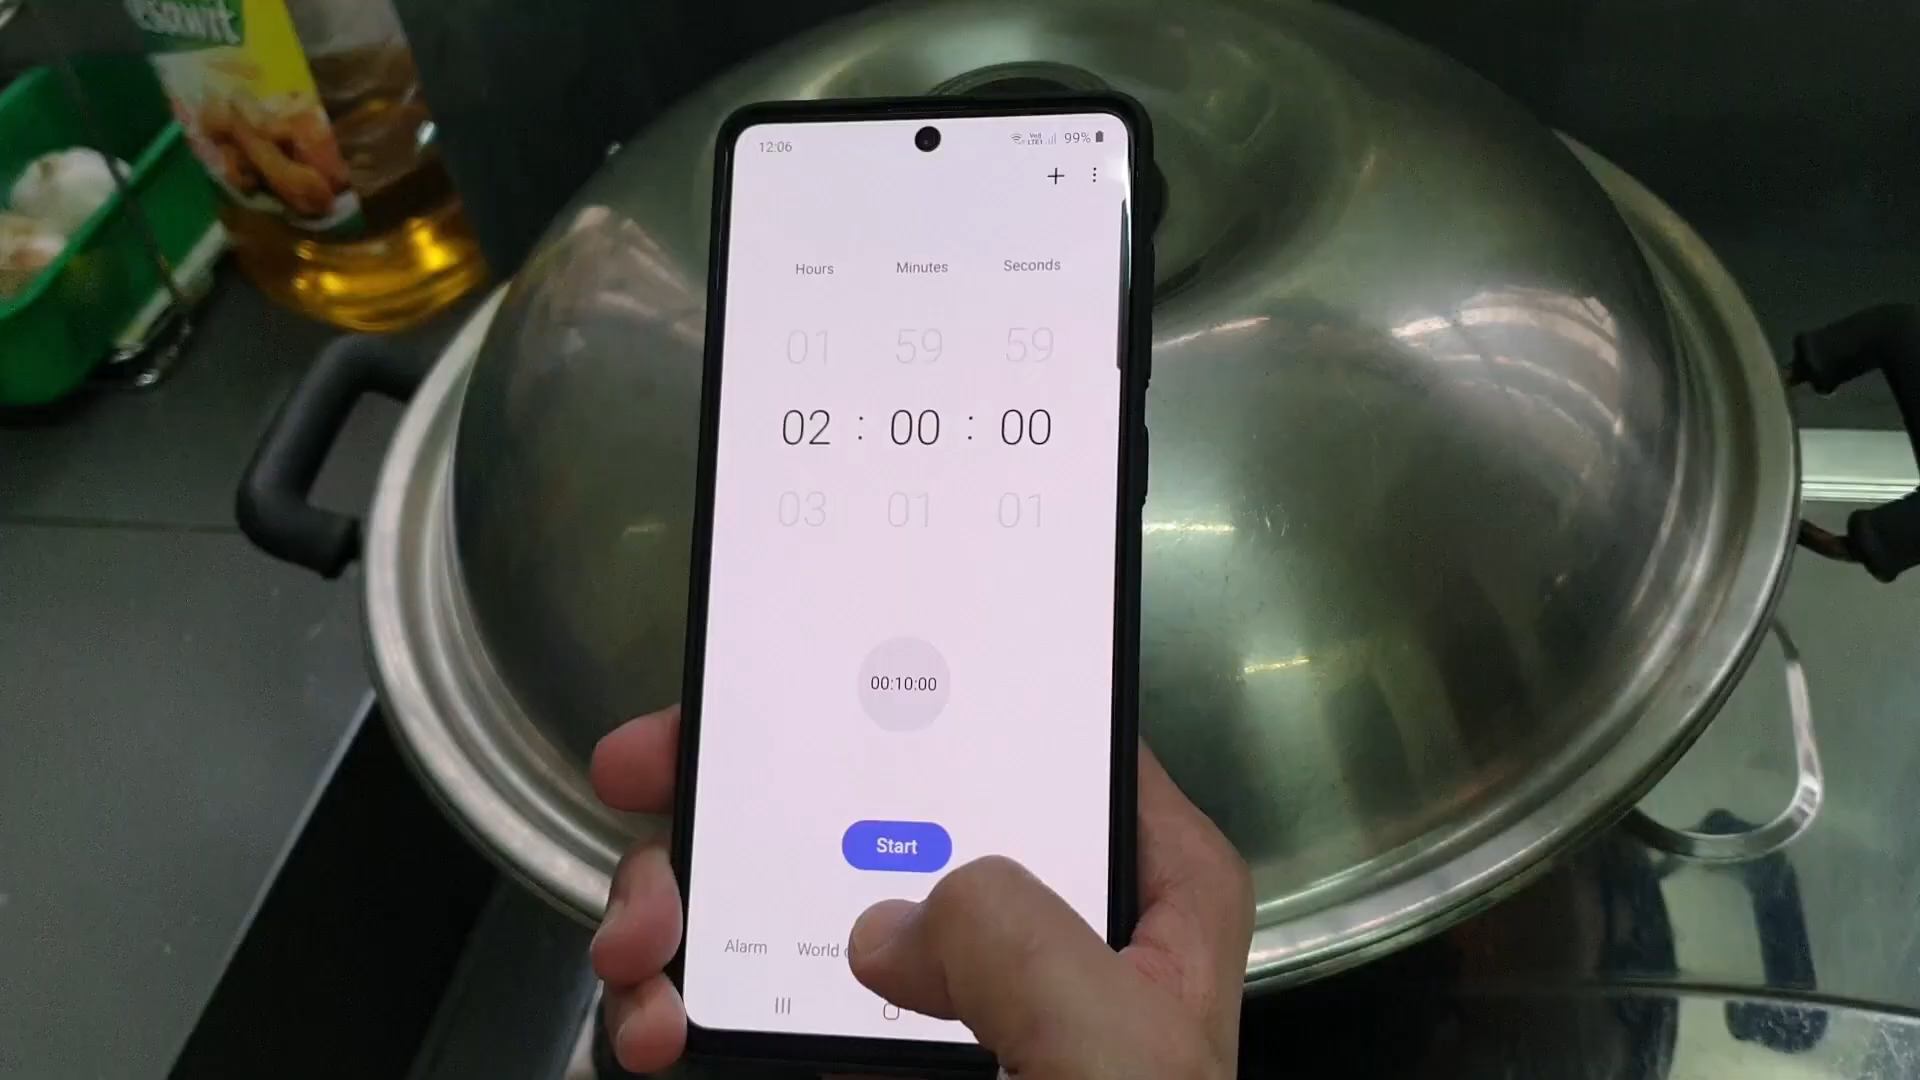 esawit
12:06 99%
Hours Minutes Seconds
01 59 59
02 : 00 : 00
03 01 01
00:10:00
Start
Alarm World